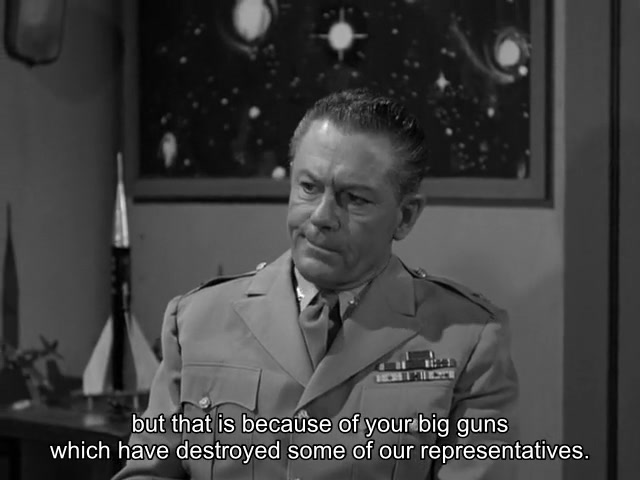 but that is because of your big guns
which have destroyed some of our representatives.